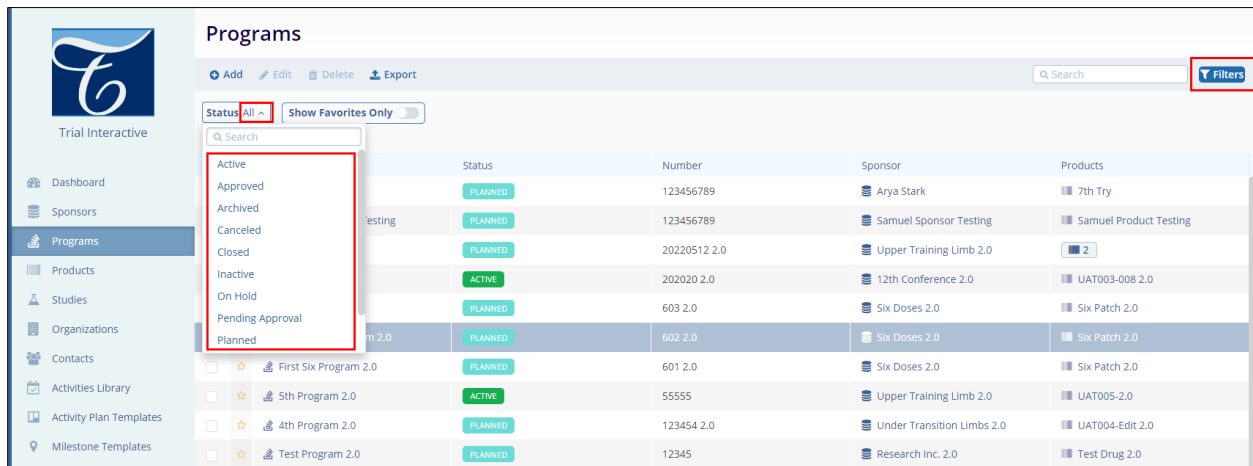 Programs
Add Edit Delete Export
Search
Filters
Status All
Show Favorites Only
Trial Interactive
Dashboard
Sponsors
Programs
Products
Studies
Organizations
Contacts
Activities Library
Activity Plan Templates
Milestone Templates
Search
Active
Approved
Archived
Canceled
Closed
Inactive
On Hold
Pending Approval
Planned
Status Number Sponsor Products
PLANNED 123456789 Arya Stark 7th Try
esting PLANNED 123456789 Samuel Sponsor Testing Samuel Product Testing
PLANNED 20220512 2.0 Upper Training Limb 2.0 2
ACTIVE 202020 2.0 12th Conference 2.0 UAT003-008 2.0
PLANNED 603 2.0 Six Doses 2.0 Six Patch 2.0
m 2.0 PLANNED 602 2.0 Six Doses 2.0 Six Patch 2.0
First Six Program 2.0 PLANNED 601 2.0 Six Doses 2.0 Six Patch 2.0
5th Program 2.0 ACTIVE 55555 Upper Training Limb 2.0 UAT005-2.0
4th Program 2.0 PLANNED 123454 2.0 Under Transition Limbs 2.0 UAT004-Edit 2.0
Test Program 2.0 PLANNED 12345 Research Inc. 2.0 Test Drug 2.0